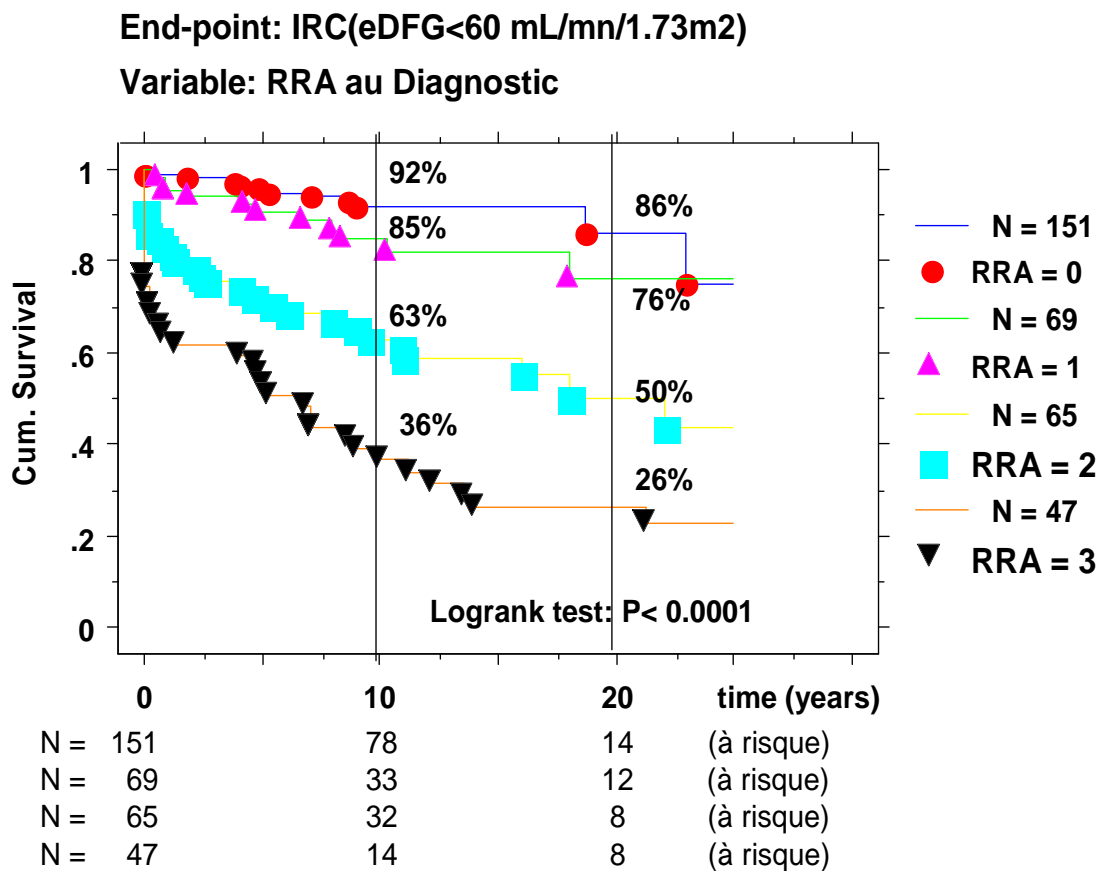 End-point: IRC(eDFG<60 mL/mn/1.73m2)
Variable: RRA au Diagnostic
Cum. Survival
1
.8
.6
.4
.2
0
92%
86%
85%
76%
63%
50%
36%
26%
Logrank test: P< 0.0001
N = 151
RRA = 0
N = 69
RRA = 1
N = 65
RRA = 2
N = 47
RRA = 3
0 10 20 time (years)
N = 151 78 14 (à risque)
N = 69 33 12 (à risque)
N = 65 32 8 (à risque)
N = 47 14 8 (à risque)